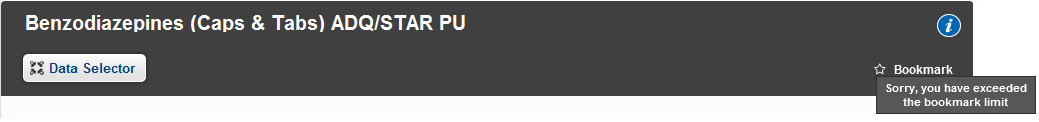 Benzodiazepines (Caps & Tabs) ADQ/STAR PU
i
Data Selector
Bookmark
Sorry, you have exceeded
the bookmark limit